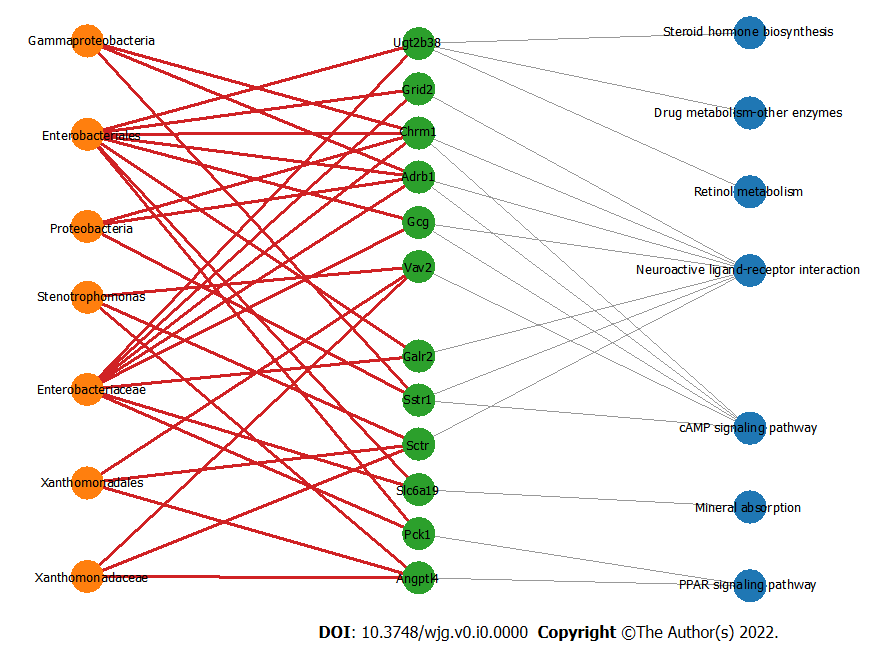 Gammaproteobacteria
Enterobacteriales
Proteobacteria
Stenotrophomonas
Enterobacteriaceae
Xanthomonadales
Xanthomonadaceae
Ugt2b38
Grid2
Chrm1
Adrb1
Gcg
Vav2
Galr2
Sstr1
Sctr
Slc6a19
Pck1
Angptl4
Steroid hormone biosynthesis
Drug metabolism-other enzymes
Retinol metabolism
Neuroactive ligand-receptor interaction
cAMP signaling pathway
Mineral absorption
PPAR signaling pathway
DOI: 10.3748/wjg.v0.i0.0000 Copyright ©The Author(s) 2022.